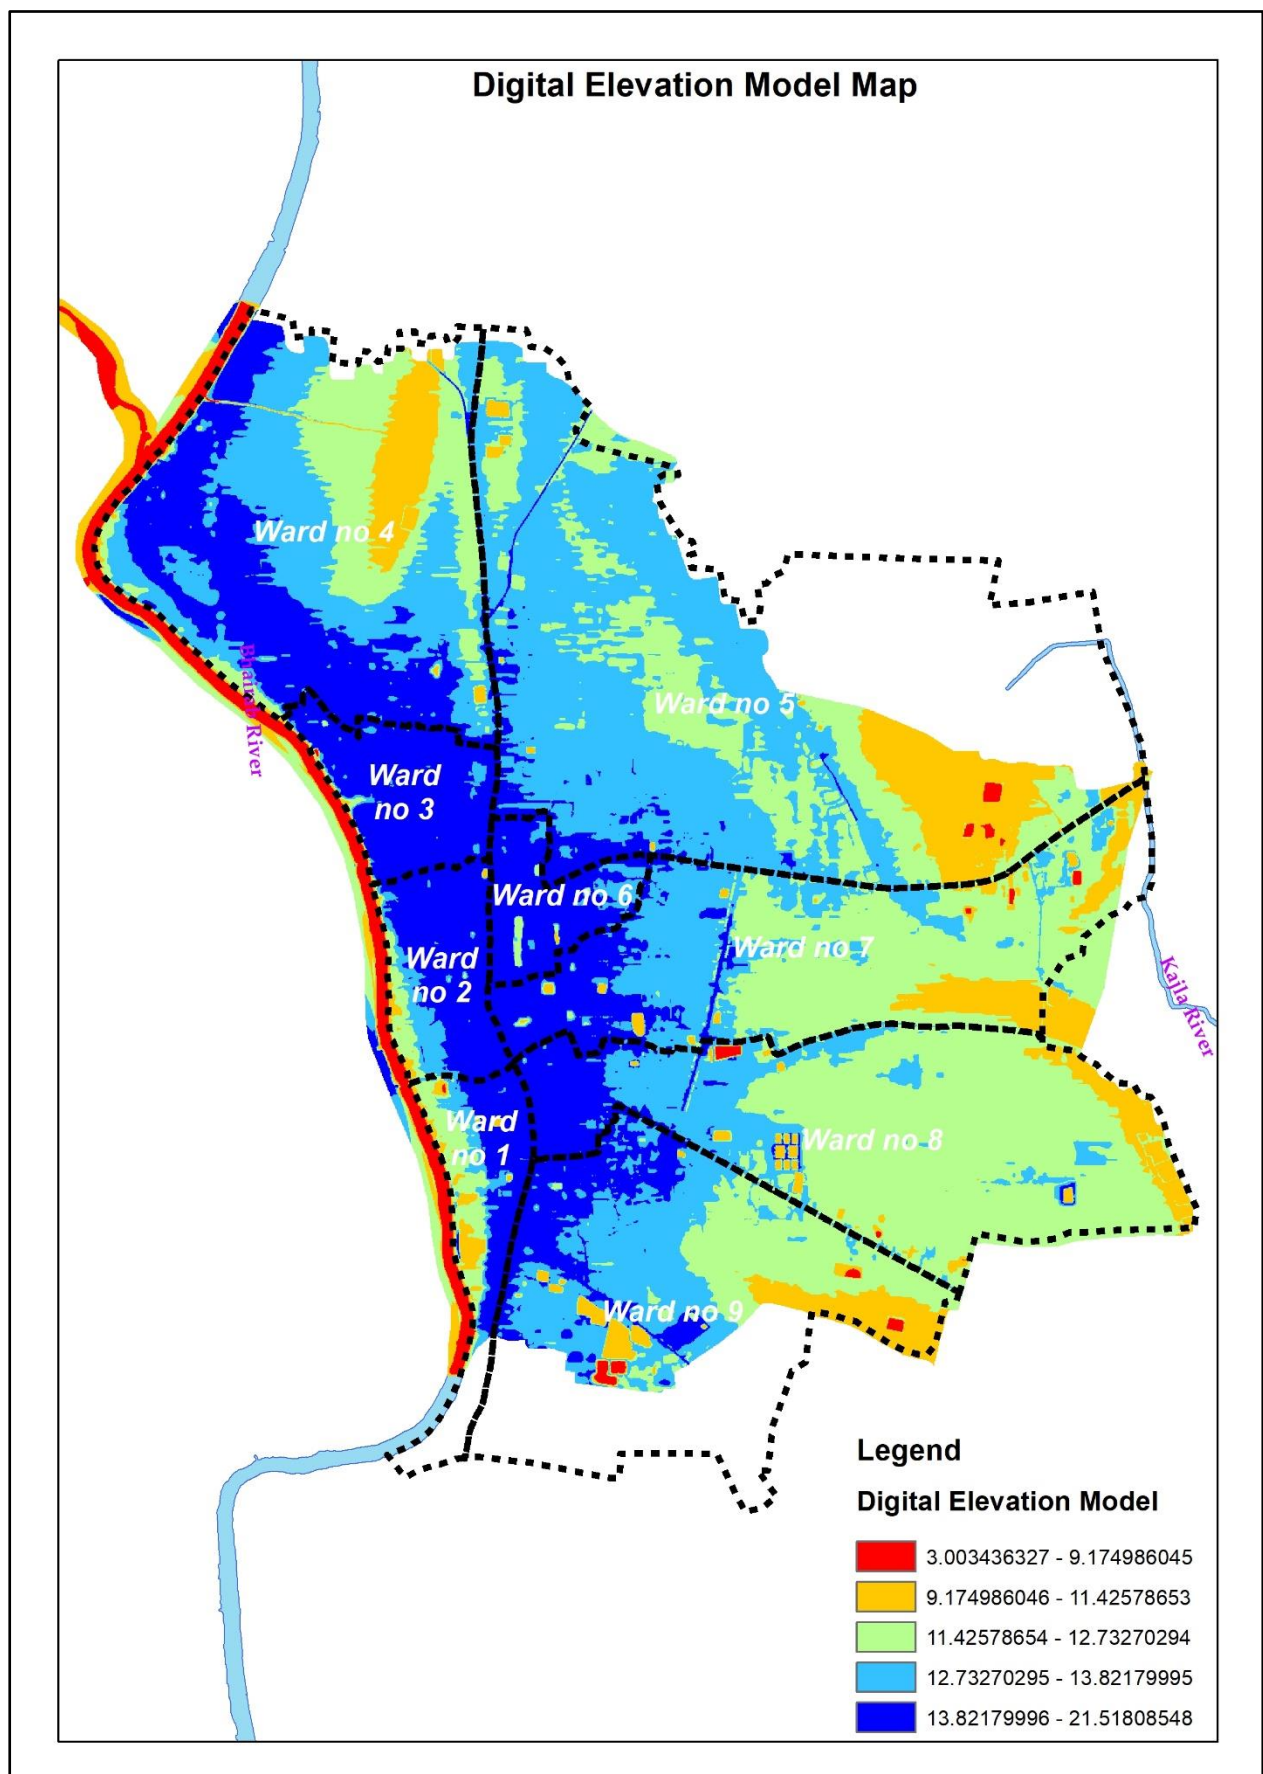 Digital Elevation Model Map
Ward no 4
Bhairab River
Ward no 5
Ward
no 3
Ward no 6
Ward no 7
Ward
no 2
Kajla River
Ward
no 1
Ward no 8
Ward no 9
Legend
Digital Elevation Model
3.003436327 - 9.174986045
9.174986046 - 11.42578653
11.42578654 - 12.73270294
12.73270295 - 13.82179995
13.82179996 - 21.51808548